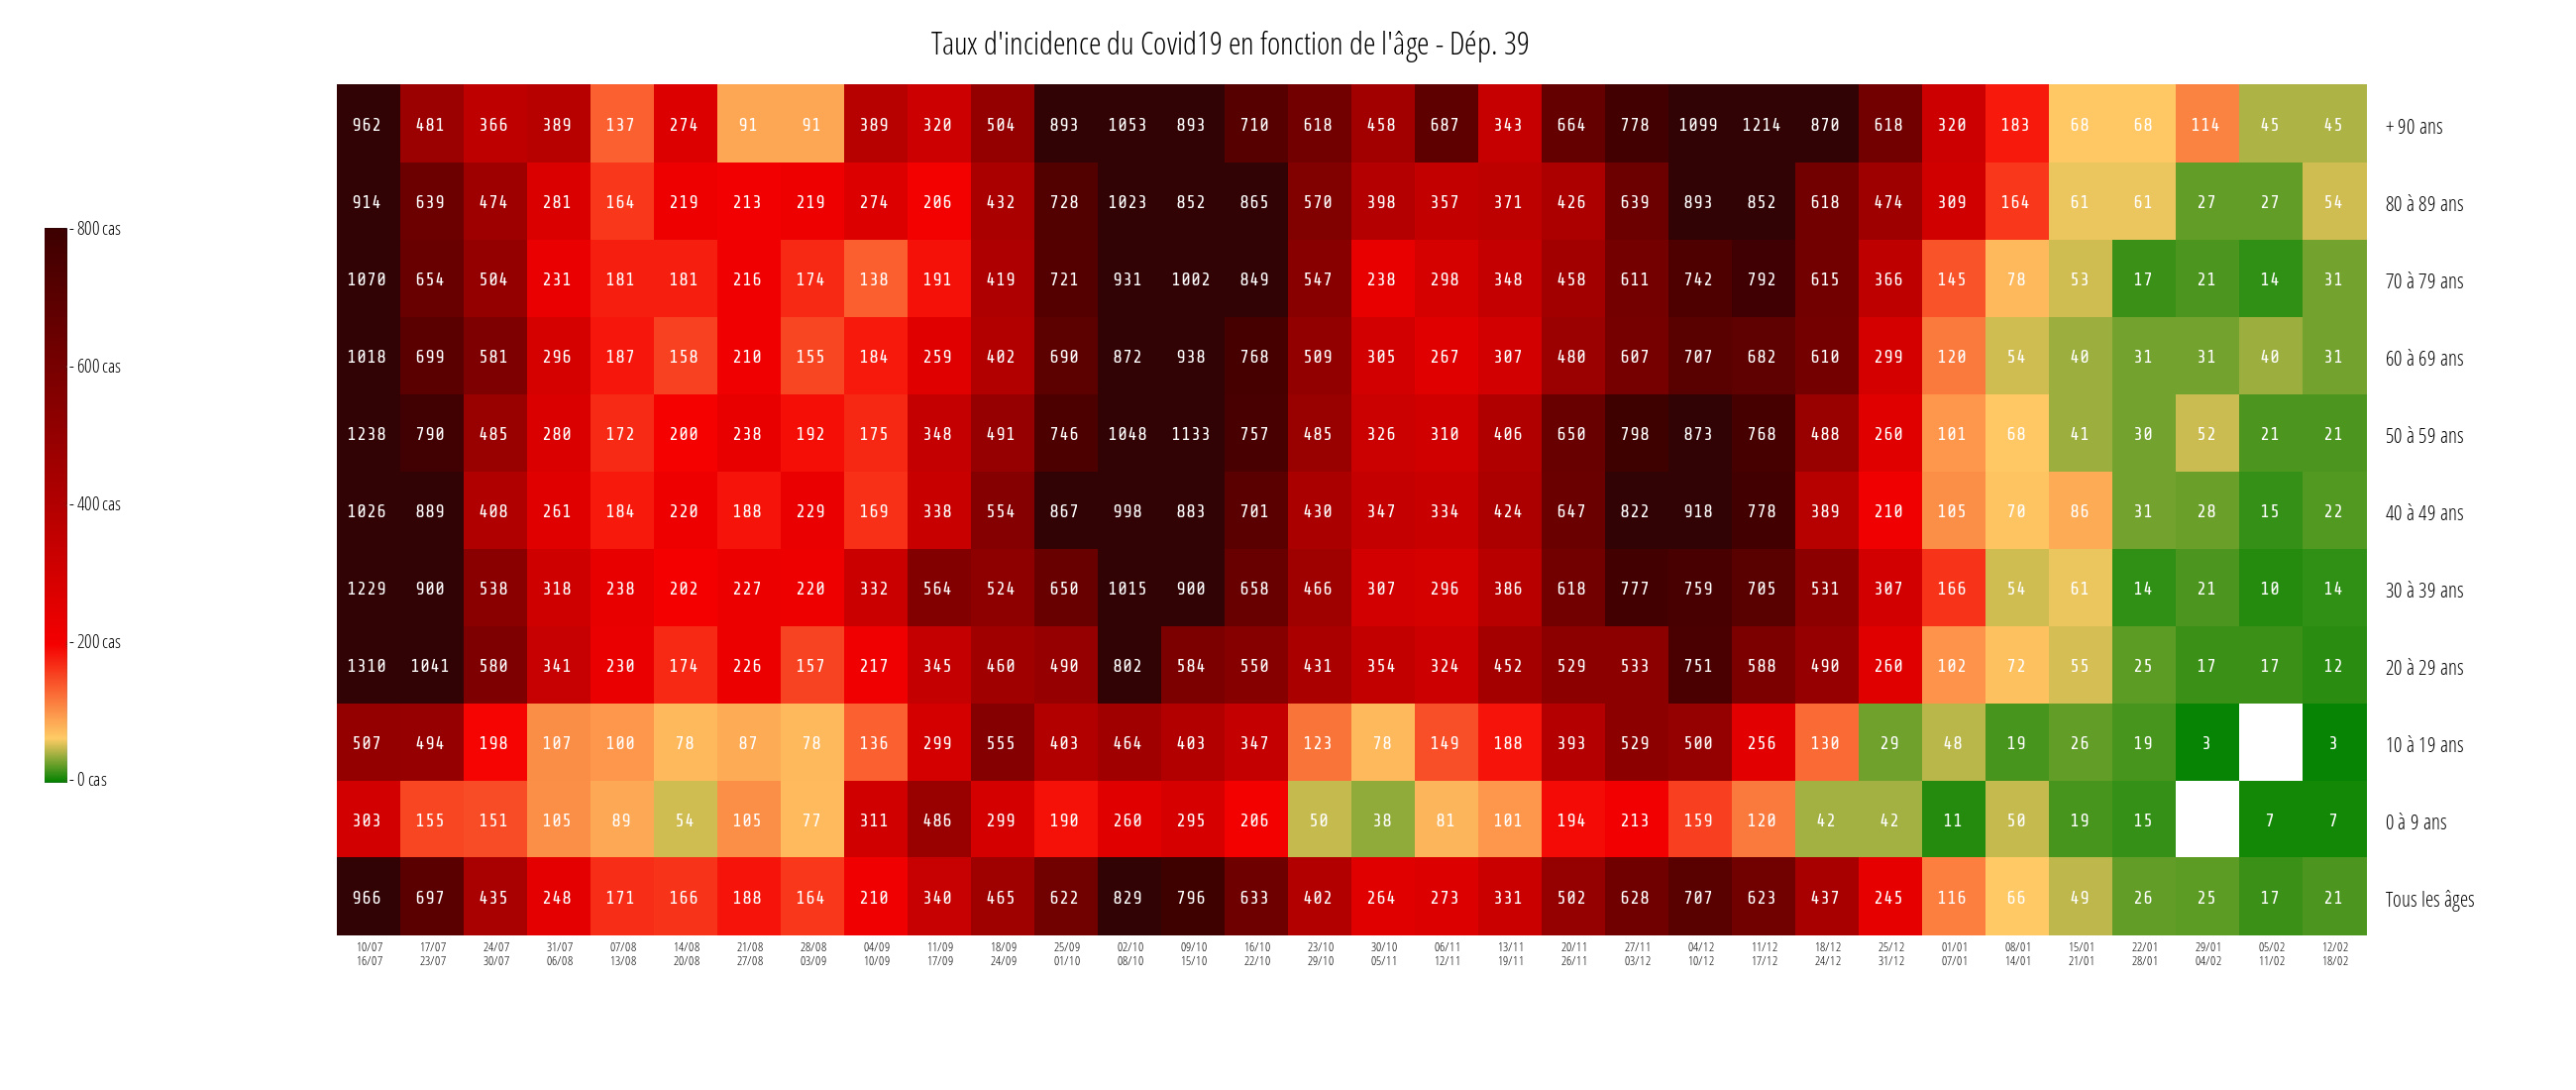 Taux d'incidence du Covid19 en fonction de l'âge - Dép. 39
- 800 cas
- 600 cas
- 400 cas
- 200 cas
- 0 cas
962 481 366 389 137 274 91 91 389 320 504 893 1053 893 710 618 458 687 343 664 778 1099 1214 870 618 320 183 68 68 114 45 45 + 90 ans
914 639 474 281 164 219 213 219 274 206 432 728 1023 852 865 570 398 357 371 426 639 893 852 618 474 309 164 61 61 27 27 54 80 à 89 ans
1070 654 504 231 181 181 216 174 138 191 419 721 931 1002 849 547 238 298 348 458 611 742 792 615 366 145 78 53 17 21 14 31 70 à 79 ans
1018 699 581 296 187 158 210 155 184 259 402 690 872 938 768 509 305 267 307 480 607 707 682 610 299 120 54 40 31 31 40 31 60 à 69 ans
1238 790 485 280 172 200 238 192 175 348 491 746 1048 1133 757 485 326 310 406 650 798 873 768 488 260 101 68 41 30 52 21 21 50 à 59 ans
1026 889 408 261 184 220 188 229 169 338 554 867 998 883 701 430 347 334 424 647 822 918 778 389 210 105 70 86 31 28 15 22 40 à 49 ans
1229 900 538 318 238 202 227 220 332 564 524 650 1015 900 658 466 307 296 386 618 777 759 705 531 307 166 54 61 14 21 10 14 30 à 39 ans
1310 1041 580 341 230 174 226 157 217 345 460 490 802 584 550 431 354 324 452 529 533 751 588 490 260 102 72 55 25 17 17 12 20 à 29 ans
507 494 198 107 100 78 87 78 136 299 555 403 464 403 347 123 78 149 188 393 529 500 256 130 29 48 19 26 19 3 3 10 à 19 ans
303 155 151 105 89 54 105 77 311 486 299 190 260 295 206 50 38 81 101 194 213 159 120 42 42 11 50 19 15 7 7 0 à 9 ans
966 697 435 248 171 166 188 164 210 340 465 622 829 796 633 402 264 273 331 502 628 707 623 437 245 116 66 49 26 25 17 21 Tous les âges
10/07 17/07 24/07 31/07 07/08 14/08 21/08 28/08 04/09 11/09 18/09 25/09 02/10 09/10 16/10 23/10 30/10 06/11 13/11 20/11 27/11 04/12 11/12 18/12 25/12 01/01 08/01 15/01 22/01 29/01 05/02 12/02
16/07 23/07 30/07 06/08 13/08 20/08 27/08 03/09 10/09 17/09 24/09 01/10 08/10 15/10 22/10 29/10 05/11 12/11 19/11 26/11 03/12 10/12 17/12 24/12 31/12 07/01 14/01 21/01 28/01 04/02 11/02 18/02